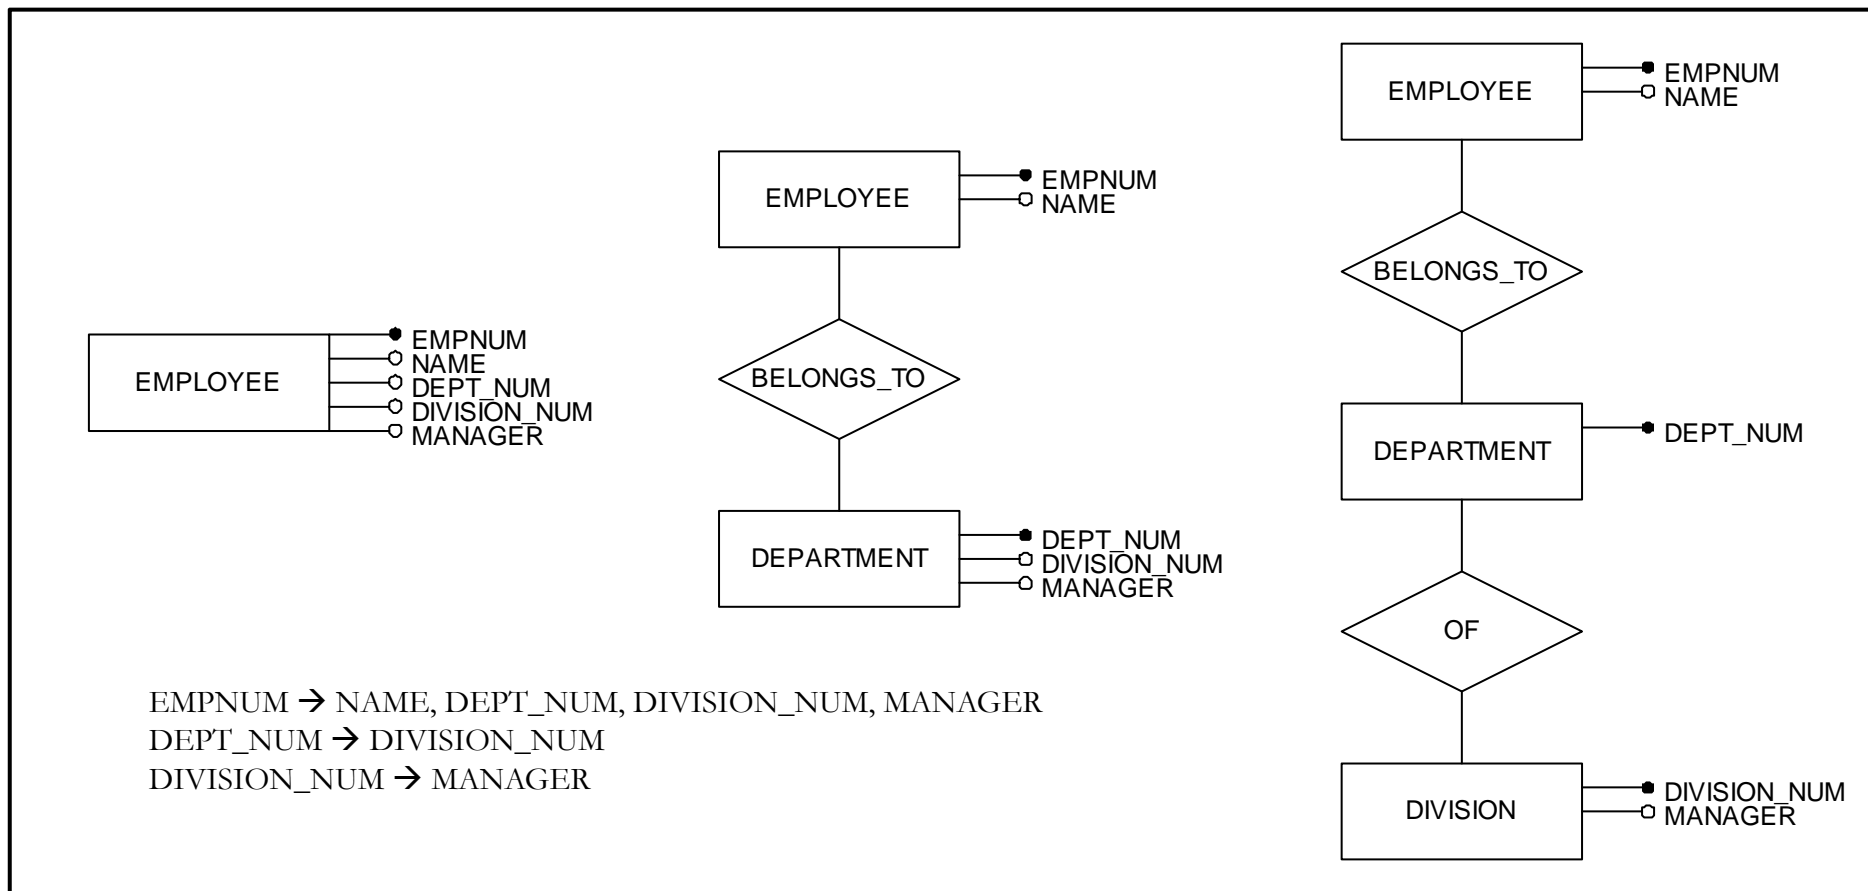 EMPLOYEE
EMPNUM
NAME
DEPT_NUM
DIVISION_NUM
MANAGER
EMPLOYEE
EMPNUM
NAME
BELONGS_TO
DEPARTMENT
DEPT_NUM
DIVISION_NUM
MANAGER
EMPLOYEE
EMPNUM
NAME
BELONGS_TO
DEPARTMENT
DEPT_NUM
OF
DIVISION
DIVISION_NUM
MANAGER
EMPNUM → NAME, DEPT_NUM, DIVISION_NUM, MANAGER
DEPT_NUM → DIVISION_NUM
DIVISION_NUM → MANAGER